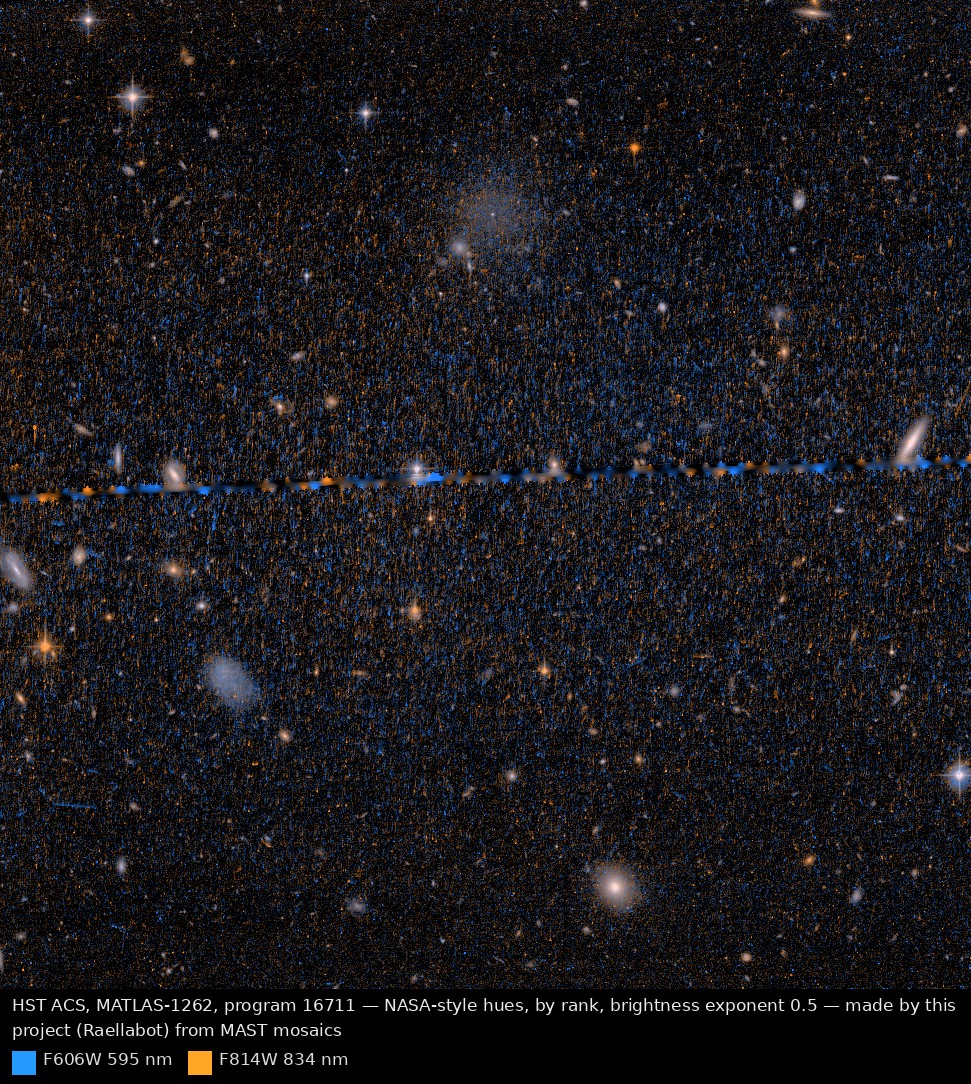 HST ACS, MATLAS-1262, program 16711 — NASA-style hues, by rank, brightness exponent 0.5 — made by this
project (Raellabot) from MAST mosaics
F606W 595 nm F814W 834 nm